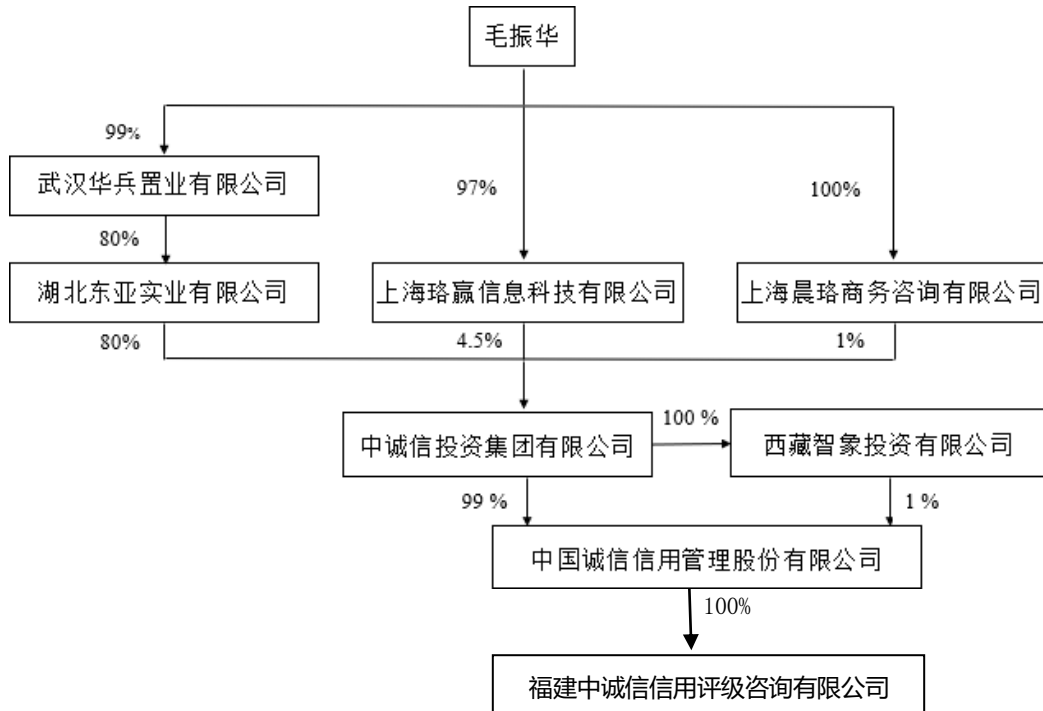 毛振华
99%
武汉华兵置业有限公司
97%
100%
80%
湖北东亚实业有限公司
上海珞赢信息科技有限公司
上海晨珞商务咨询有限公司
80%
4.5%
1%
中诚信投资集团有限公司
100 %
西藏智象投资有限公司
99 %
1 %
中国诚信信用管理股份有限公司
100%
福建中诚信信用评级咨询有限公司